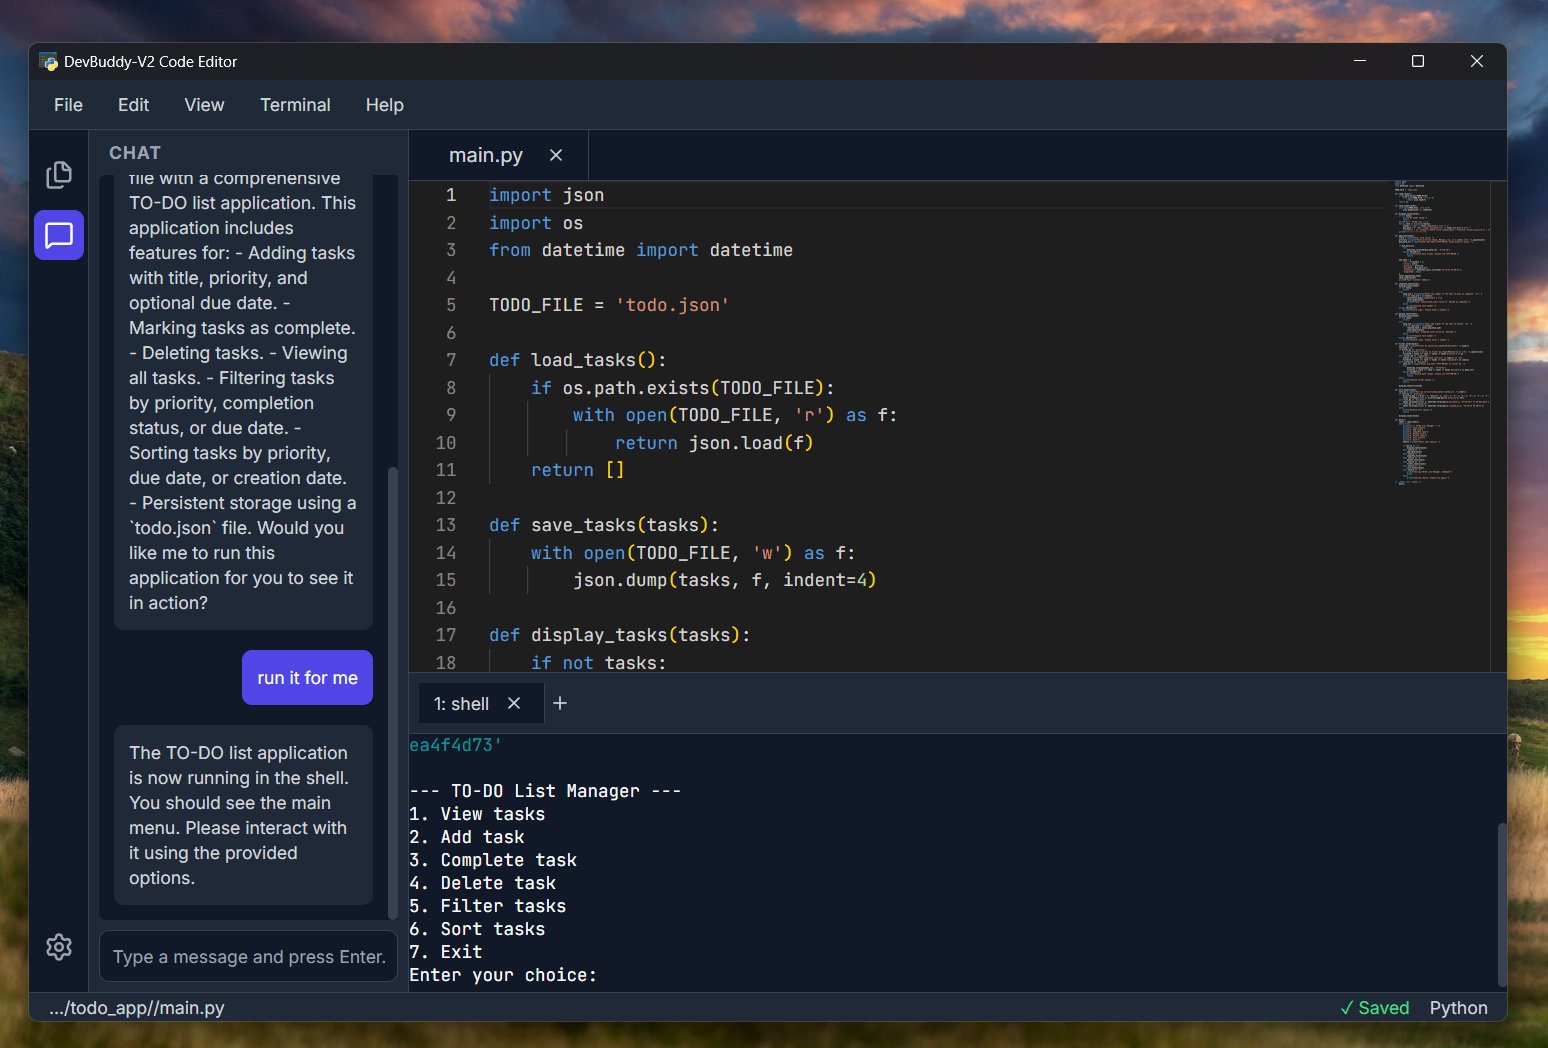 DevBuddy-V2 Code Editor
File Edit View Terminal Help
CHAT
file with a comprehensive
TO-DO list application. This
application includes
features for: - Adding tasks
with title, priority, and
optional due date. -
Marking tasks as complete.
- Deleting tasks. - Viewing
all tasks. - Filtering tasks
by priority, completion
status, or due date. -
Sorting tasks by priority,
due date, or creation date.
- Persistent storage using a
`todo.json` file. Would you
like me to run this
application for you to see it
in action?
run it for me
The TO-DO list application
is now running in the shell.
You should see the main
menu. Please interact with
it using the provided
options.
Type a message and press Enter.
main.py
1 import json
2 import os
3 from datetime import datetime
4
5 TODO_FILE = 'todo.json'
6
7 def load_tasks():
8 if os.path.exists(TODO_FILE):
9 with open(TODO_FILE, 'r') as f:
10 return json.load(f)
11 return []
12
13 def save_tasks(tasks):
14 with open(TODO_FILE, 'w') as f:
15 json.dump(tasks, f, indent=4)
16
17 def display_tasks(tasks):
18 if not tasks:
1: shell
ea4f4d73'
--- TO-DO List Manager ---
1. View tasks
2. Add task
3. Complete task
4. Delete task
5. Filter tasks
6. Sort tasks
7. Exit
Enter your choice:
.../todo_app//main.py
✓ Saved Python